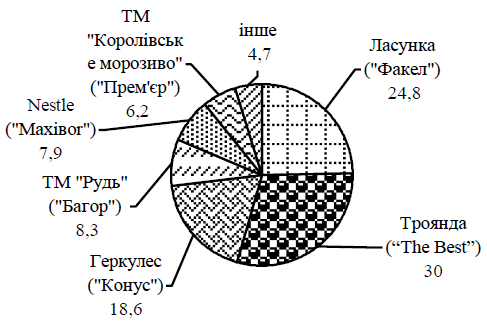 ТМ
"Королівськ
е морозиво"
("Прем'єр")
6,2
інше
4,7
Ласунка
("Факел")
24,8
Nestle
("Maxiвor")
7,9
ТМ "Рудь"
("Багор")
8,3
Геркулес
("Конус")
18,6
Троянда
(“The Best”)
30